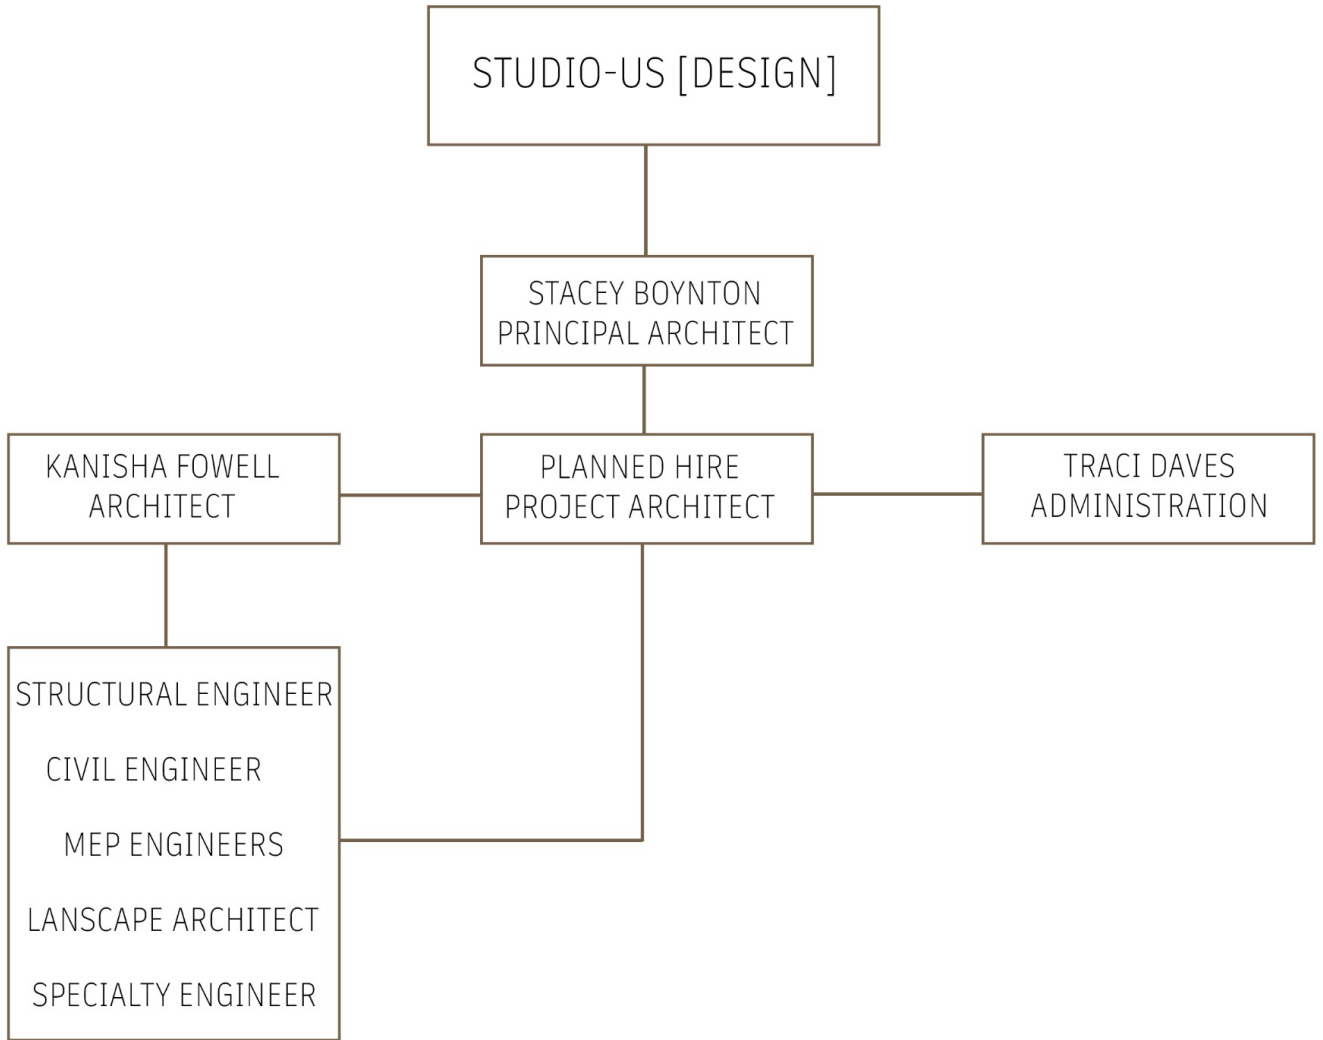 STUDIO-US [DESIGN]
STACEY BOYNTON
PRINCIPAL ARCHITECT
KANISHA FOWELL
ARCHITECT
PLANNED HIRE
PROJECT ARCHITECT
TRACI DAVES
ADMINISTRATION
STRUCTURAL ENGINEER
CIVIL ENGINEER
MEP ENGINEERS
LANSCAPE ARCHITECT
SPECIALTY ENGINEER